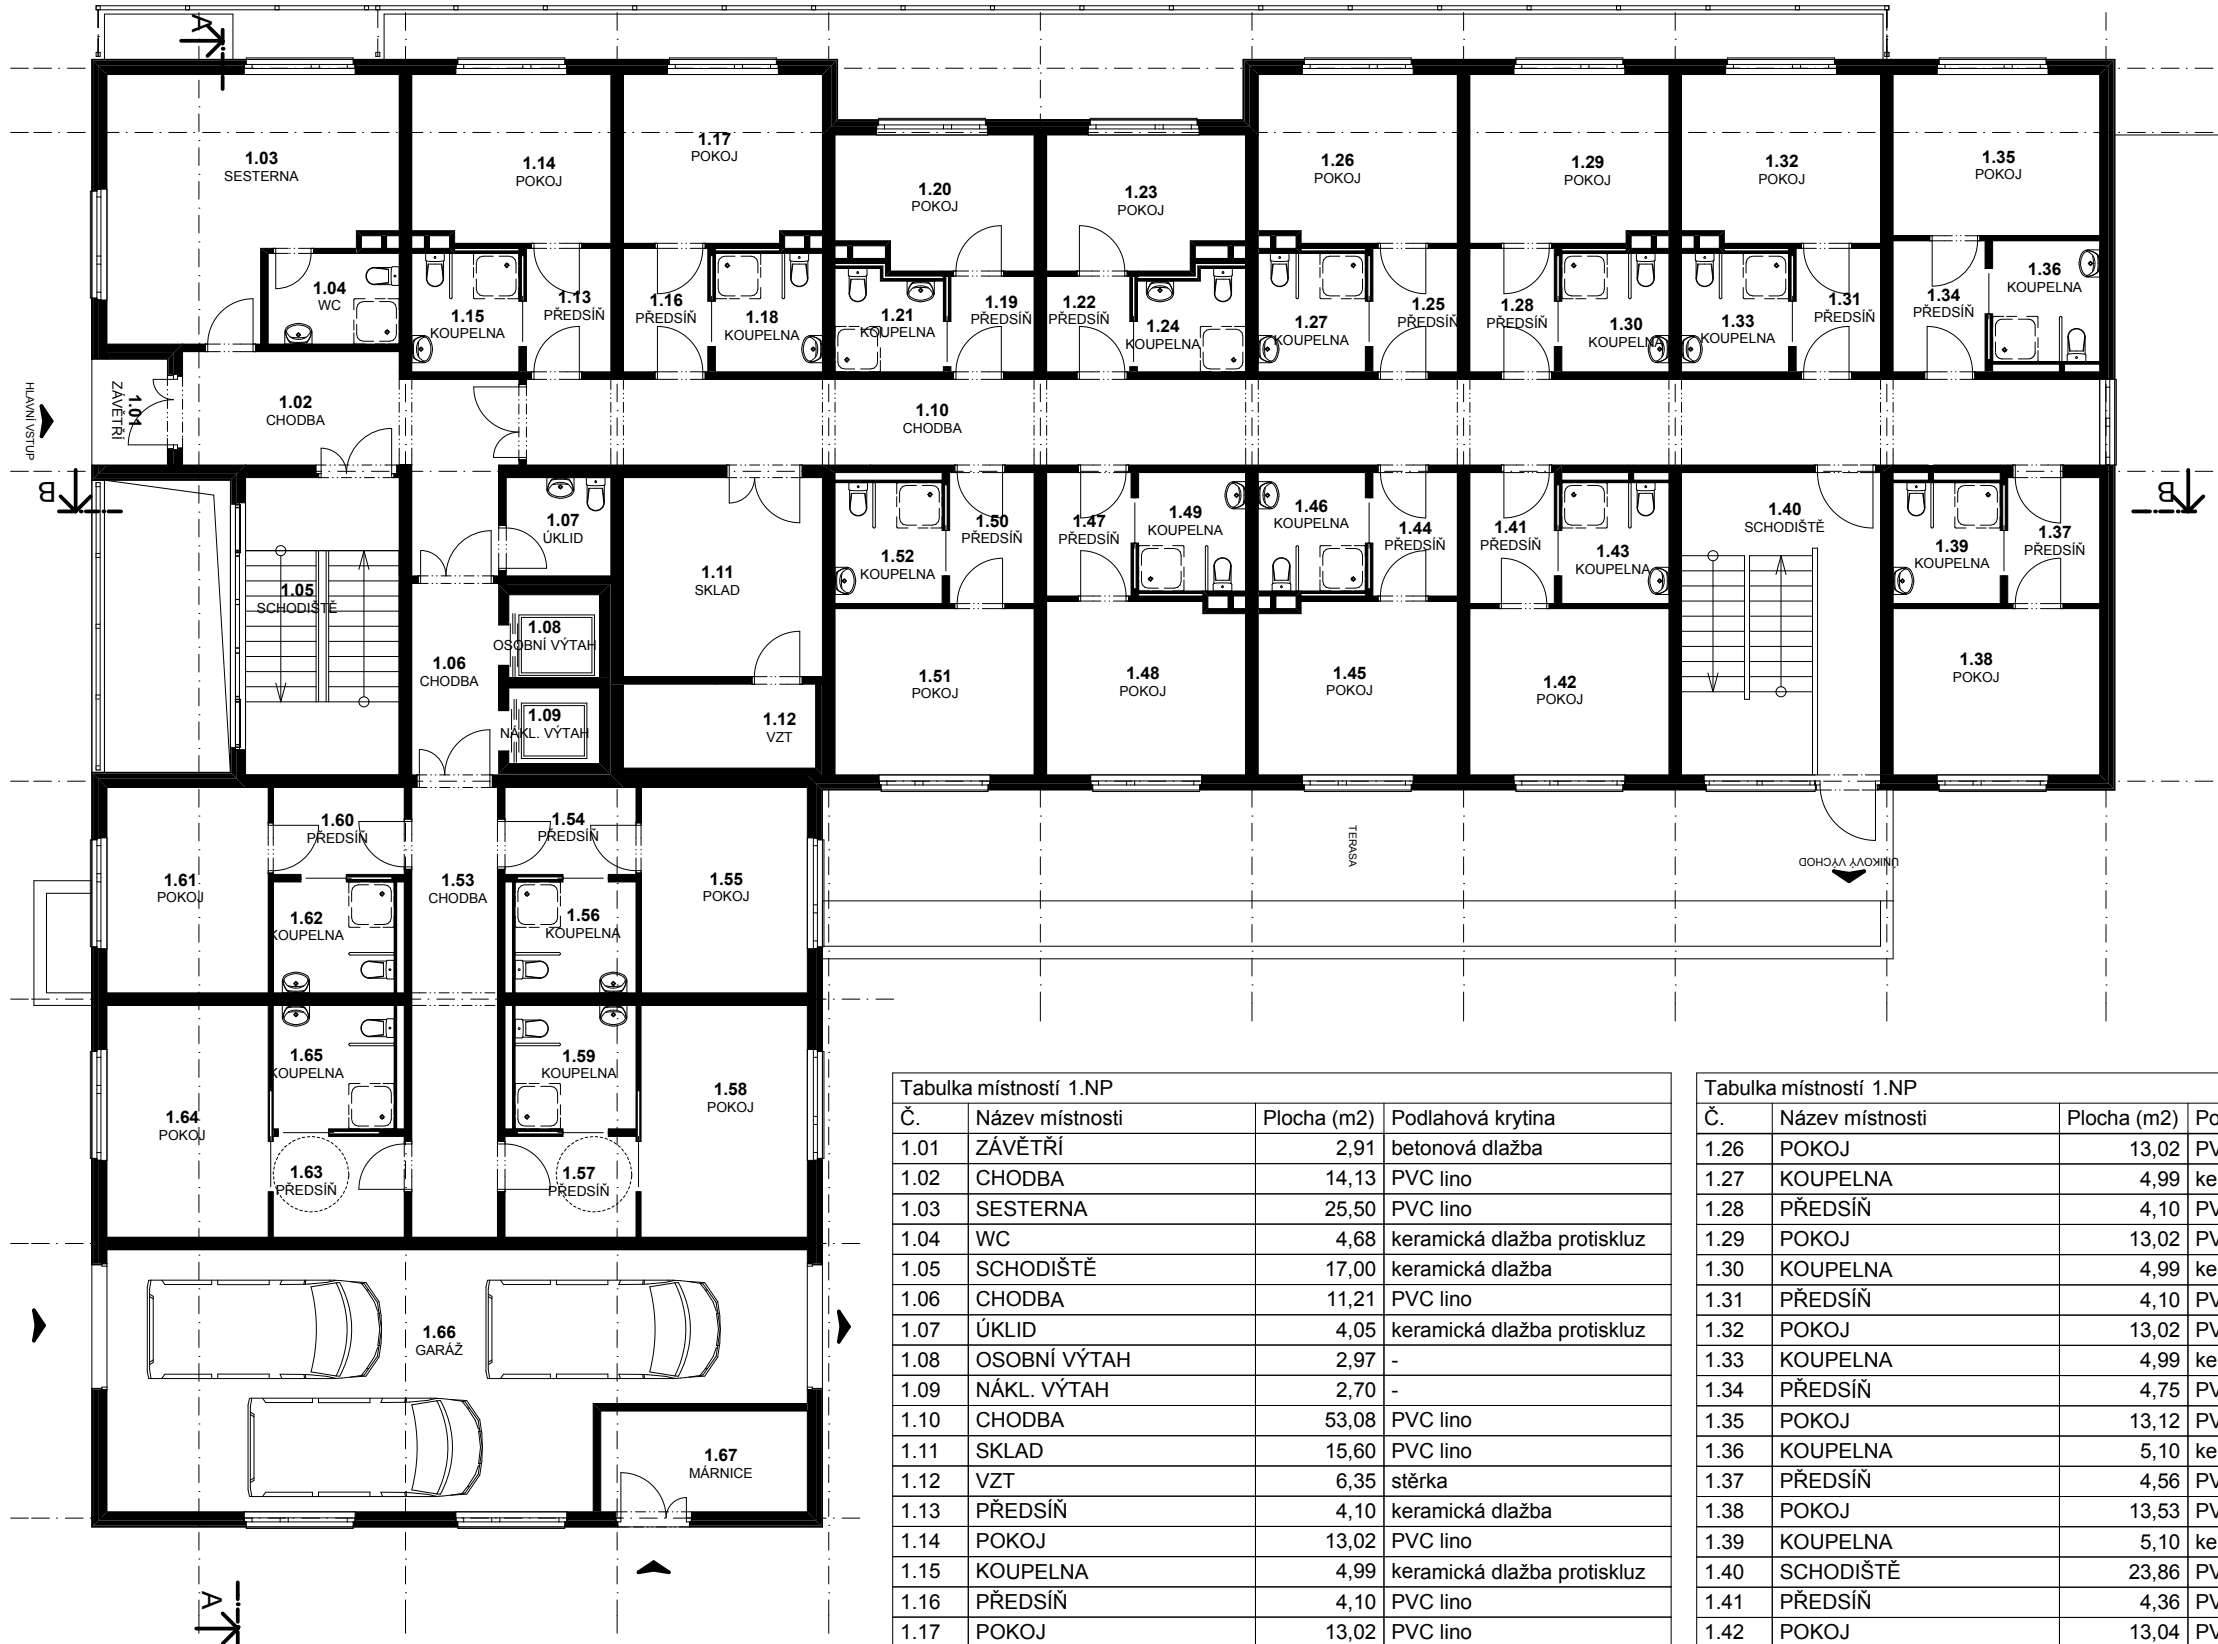 A
1.03
SESTERNA
1.14
POKOJ
1.17
POKOJ
1.20
POKOJ
1.23
POKOJ
1.26
POKOJ
1.29
POKOJ
1.32
POKOJ
1.35
POKOJ
1.04
WC
1.15
KOUPELNA
1.13
PŘEDSÍŇ
1.16
PŘEDSÍŇ
1.18
KOUPELNA
1.21
KOUPELNA
1.19
PŘEDSÍŇ
1.22
PŘEDSÍŇ
1.24
KOUPELNA
1.27
KOUPELNA
1.25
PŘEDSÍŇ
1.28
PŘEDSÍŇ
1.30
KOUPELNA
1.33
KOUPELNA
1.31
PŘEDSÍŇ
1.34
PŘEDSÍŇ
1.36
KOUPELNA
HLAVNÍ VSTUP
1.01
ZÁVĚTŘÍ
1.02
CHODBA
1.10
CHODBA
B
B
1.05
SCHODIŠTĚ
1.07
ÚKLID
1.11
SKLAD
1.08
OSOBNÍ VÝTAH
1.06
CHODBA
1.09
NÁKL. VÝTAH
1.12
VZT
1.52
KOUPELNA
1.50
PŘEDSÍŇ
1.47
PŘEDSÍŇ
1.49
KOUPELNA
1.46
KOUPELNA
1.44
PŘEDSÍŇ
1.41
PŘEDSÍŇ
1.43
KOUPELNA
1.40
SCHODIŠTĚ
1.39
KOUPELNA
1.37
PŘEDSÍŇ
1.51
POKOJ
1.48
POKOJ
1.45
POKOJ
1.42
POKOJ
1.38
POKOJ
TERASA
ÚNIKOVÝ VÝCHOD
1.60
PŘEDSÍŇ
1.54
PŘEDSÍŇ
1.61
POKOJ
1.53
CHODBA
1.55
POKOJ
1.62
KOUPELNA
1.56
KOUPELNA
1.65
KOUPELNA
1.59
KOUPELNA
1.64
POKOJ
1.58
POKOJ
1.63
PŘEDSÍŇ
1.57
PŘEDSÍŇ
1.66
GARÁŽ
1.67
MÁRNICE
A
Tabulka místností 1.NP
Č. Název místnosti Plocha (m2) Podlahová krytina
1.01 ZÁVĚTŘÍ 2,91 betonová dlažba
1.02 CHODBA 14,13 PVC lino
1.03 SESTERNA 25,50 PVC lino
1.04 WC 4,68 keramická dlažba protiskluz
1.05 SCHODIŠTĚ 17,00 keramická dlažba
1.06 CHODBA 11,21 PVC lino
1.07 ÚKLID 4,05 keramická dlažba protiskluz
1.08 OSOBNÍ VÝTAH 2,97 -
1.09 NÁKL. VÝTAH 2,70 -
1.10 CHODBA 53,08 PVC lino
1.11 SKLAD 15,60 PVC lino
1.12 VZT 6,35 stěrka
1.13 PŘEDSÍŇ 4,10 keramická dlažba
1.14 POKOJ 13,02 PVC lino
1.15 KOUPELNA 4,99 keramická dlažba protiskluz
1.16 PŘEDSÍŇ 4,10 PVC lino
1.17 POKOJ 13,02 PVC lino
Tabulka místností 1.NP
Č. Název místnosti Plocha (m2) Po
1.26 POKOJ 13,02 PV
1.27 KOUPELNA 4,99 ke
1.28 PŘEDSÍŇ 4,10 PV
1.29 POKOJ 13,02 PV
1.30 KOUPELNA 4,99 ke
1.31 PŘEDSÍŇ 4,10 PV
1.32 POKOJ 13,02 PV
1.33 KOUPELNA 4,99 ke
1.34 PŘEDSÍŇ 4,75 PV
1.35 POKOJ 13,12 PV
1.36 KOUPELNA 5,10 ke
1.37 PŘEDSÍŇ 4,56 PV
1.38 POKOJ 13,53 PV
1.39 KOUPELNA 5,10 ke
1.40 SCHODIŠTĚ 23,86 PV
1.41 PŘEDSÍŇ 4,36 PV
1.42 POKOJ 13,04 PV